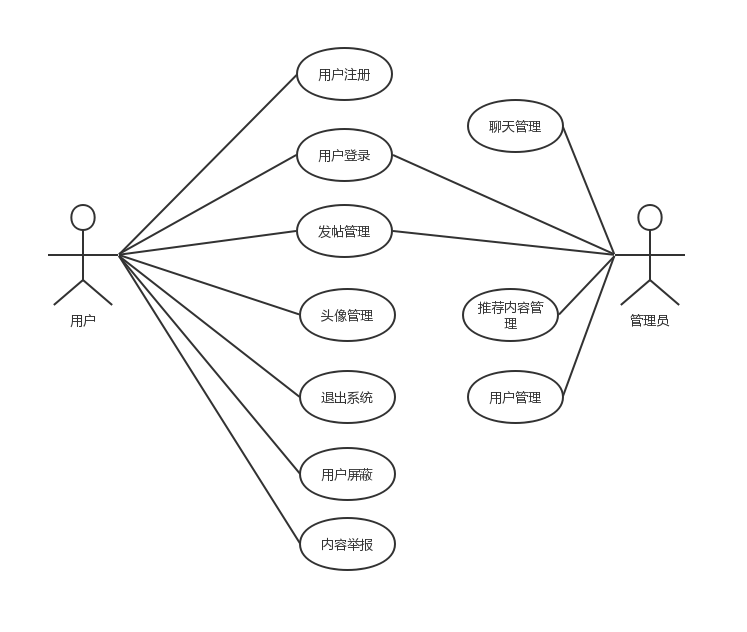 用户注册
聊天管理
用户登录
发帖管理
头像管理
推荐内容管
理
用户
管理员
退出系统
用户管理
用户屏蔽
内容举报